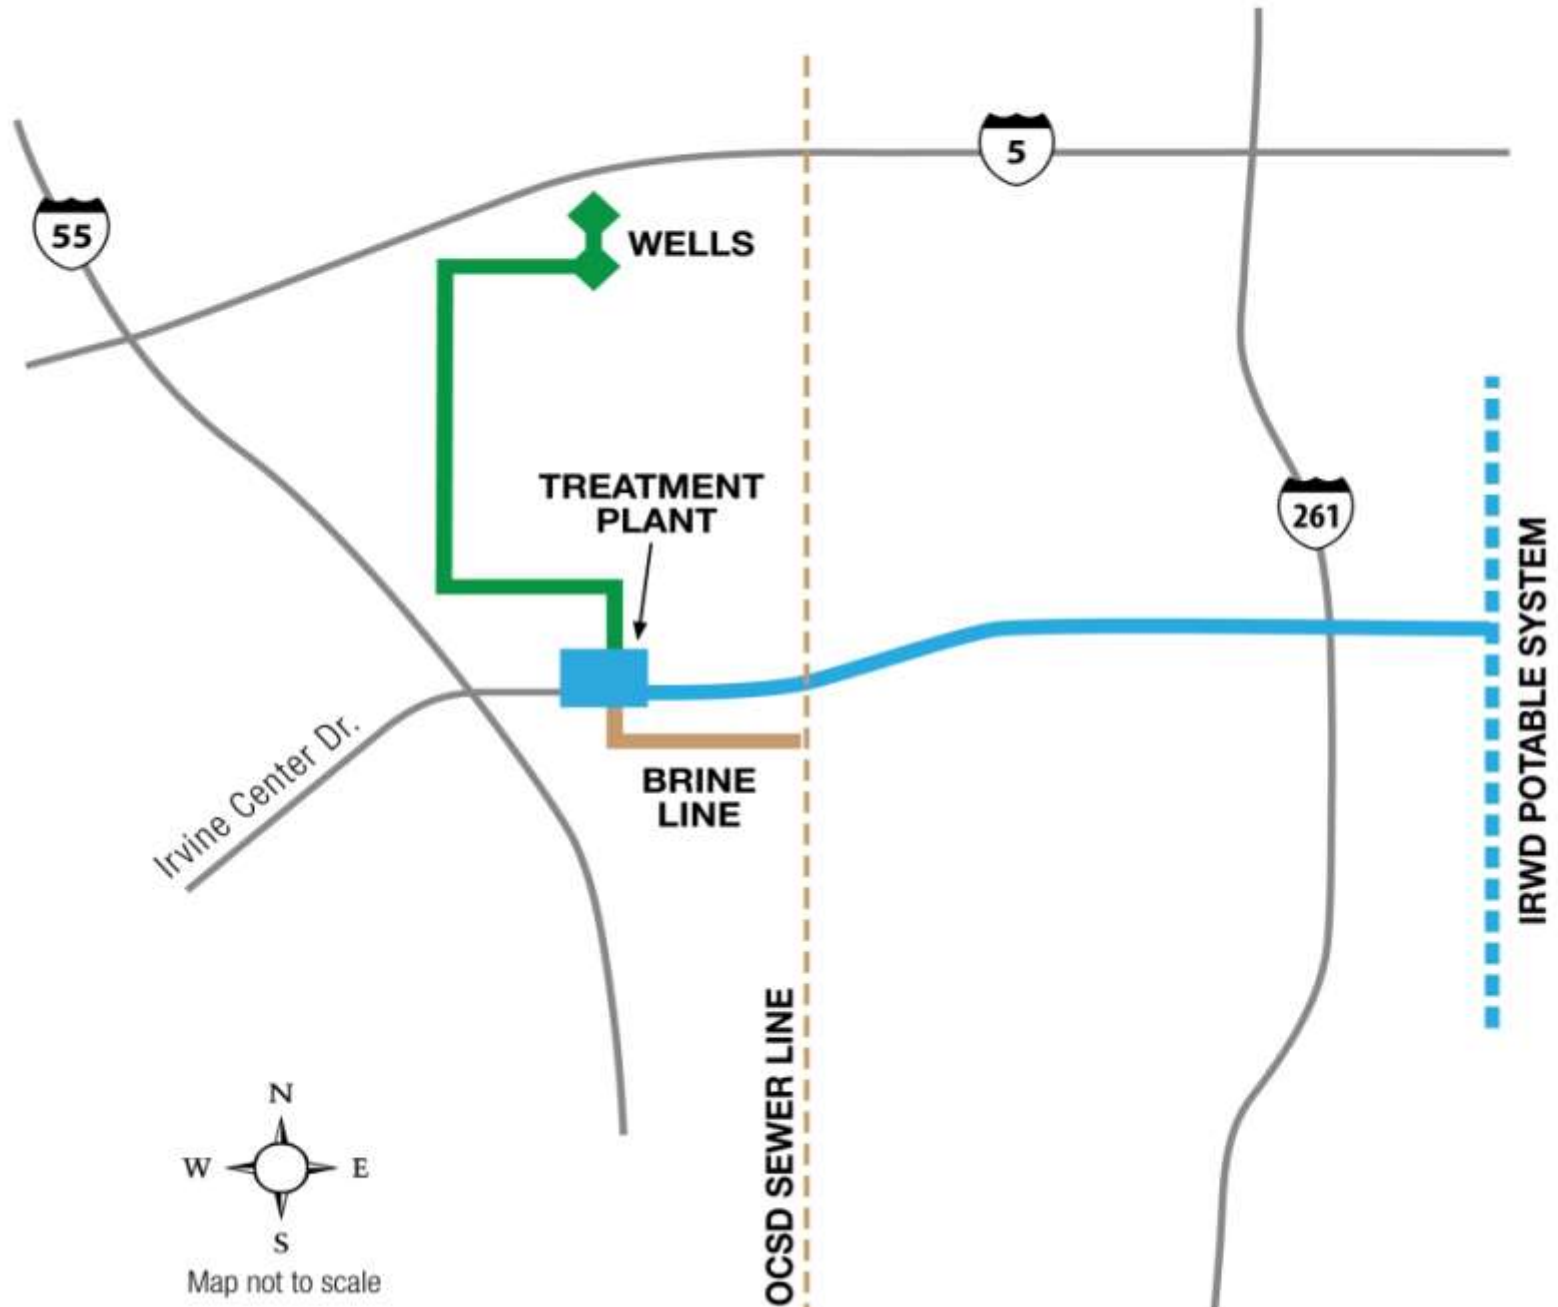 5
55
WELLS
TREATMENT
PLANT
261
IRWD POTABLE SYSTEM
Irvine Center Dr.
BRINE
LINE
OCSD SEWER LINE
N
W
E
S
Map not to scale